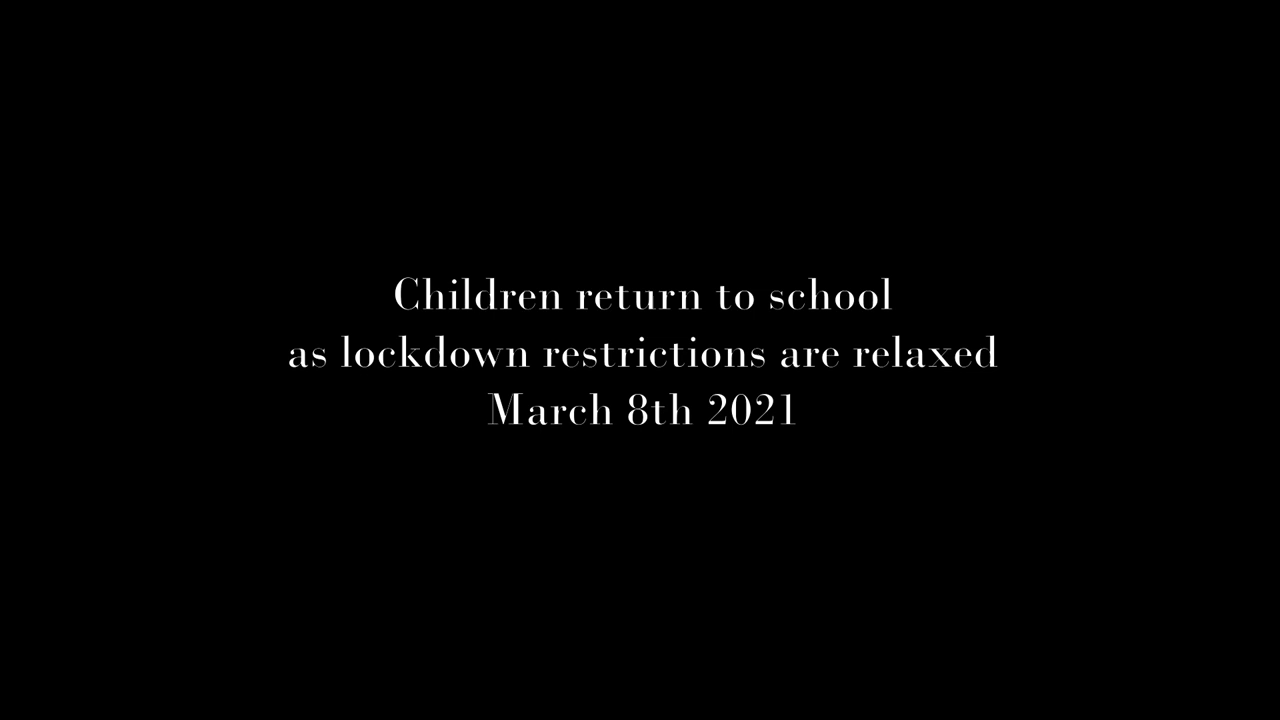 Children return to school
as lockdown restrictions are relaxed
March 8th 2021